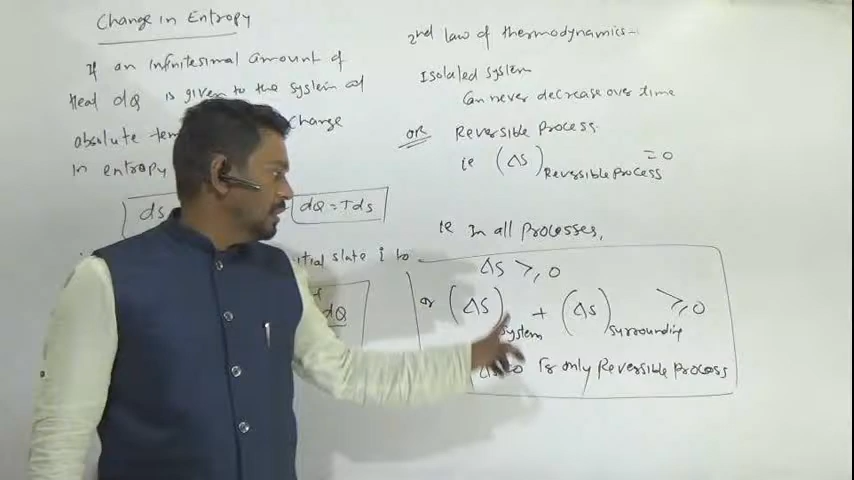 Change in Entropy
If an infinitesimal amount of
Heat dQ is given to the system at
absolute change
in entropy
ds dQ = Tds
state i to
dQ
2nd law of thermodynamics-
Isolated system
Can never decrease over time
OR Reversible Process
ie (ΔS) Reversible Process = 0
ie In all Processes,
ΔS ≥ 0
or (ΔS) system + (ΔS) surrounding ≥ 0
only Reversible Process